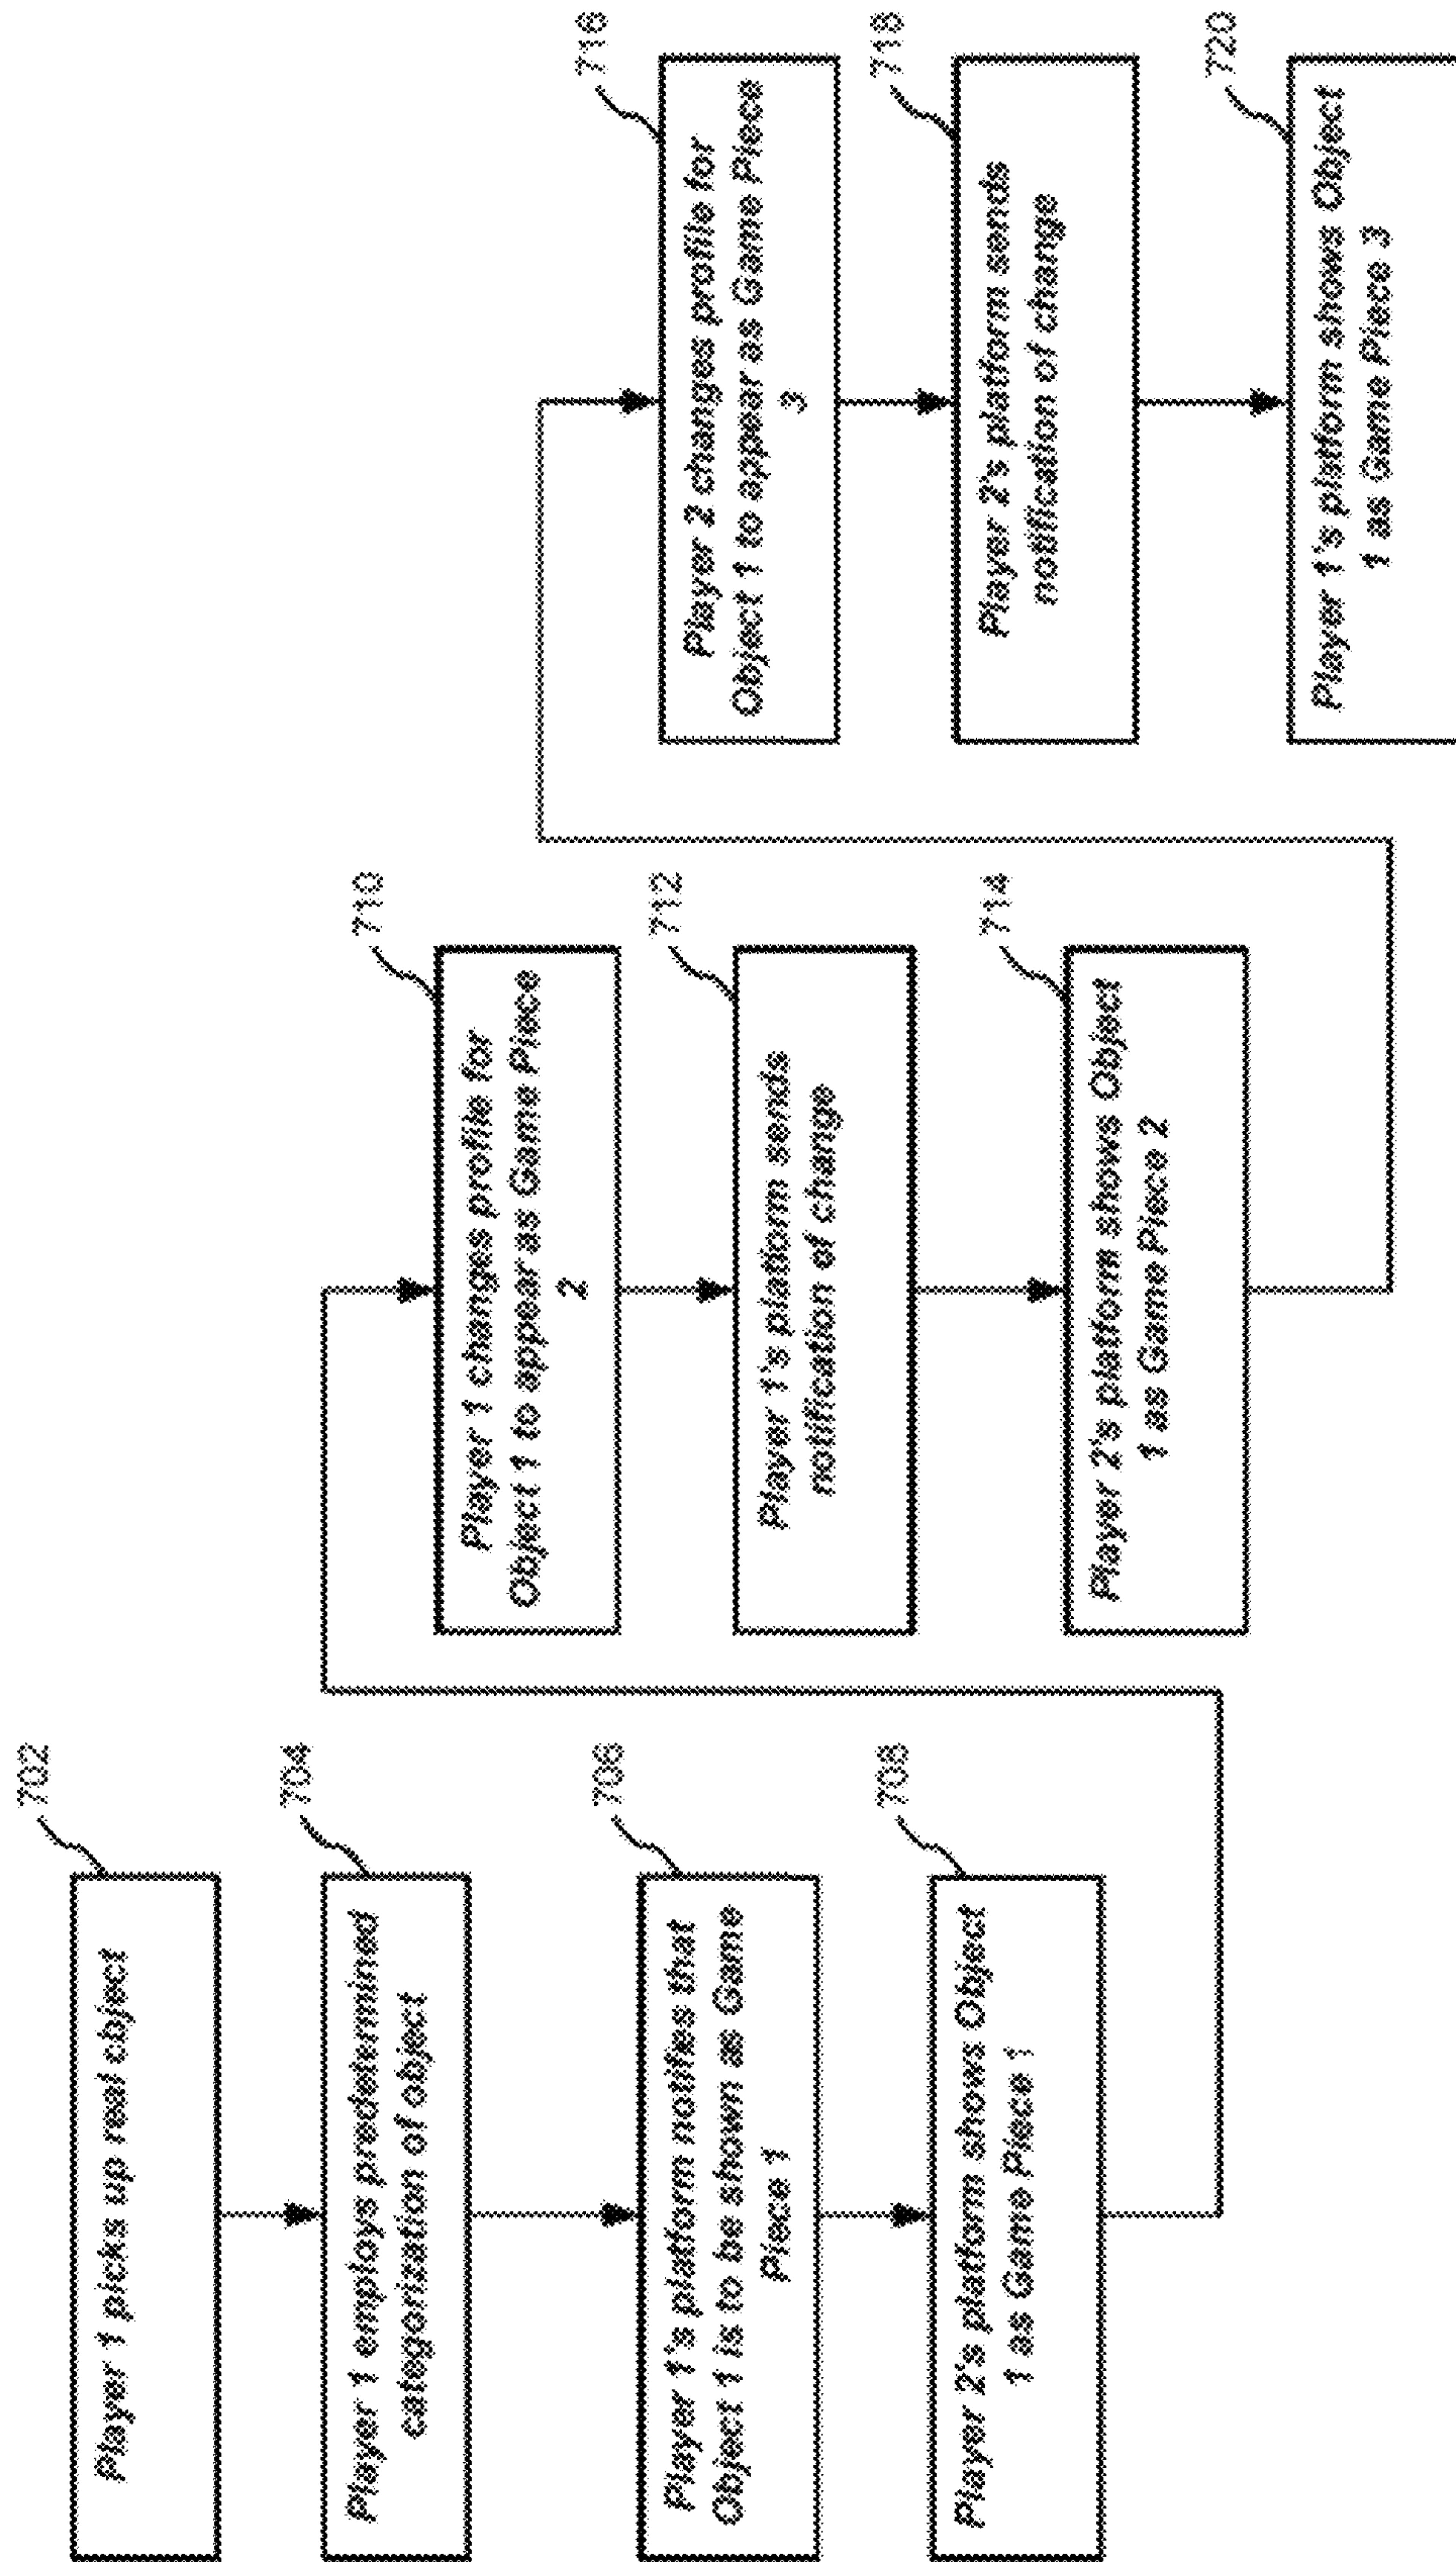 702
Player 1 picks up real object
704
Player 1 employs predetermined
categorization of object
706
Player 1's platform notifies that
Object 1 is to be shown as Game
Piece 1
708
Player 2's platform shows Object
1 as Game Piece 1
710
Player 1 changes profile for
Object 1 to appear as Game Piece
2
712
Player 1's platform sends
notification of change
714
Player 2's platform shows Object
1 as Game Piece 2
716
Player 2 changes profile for
Object 1 to appear as Game Piece
3
718
Player 2's platform sends
notification of change
720
Player 1's platform shows Object
1 as Game Piece 3